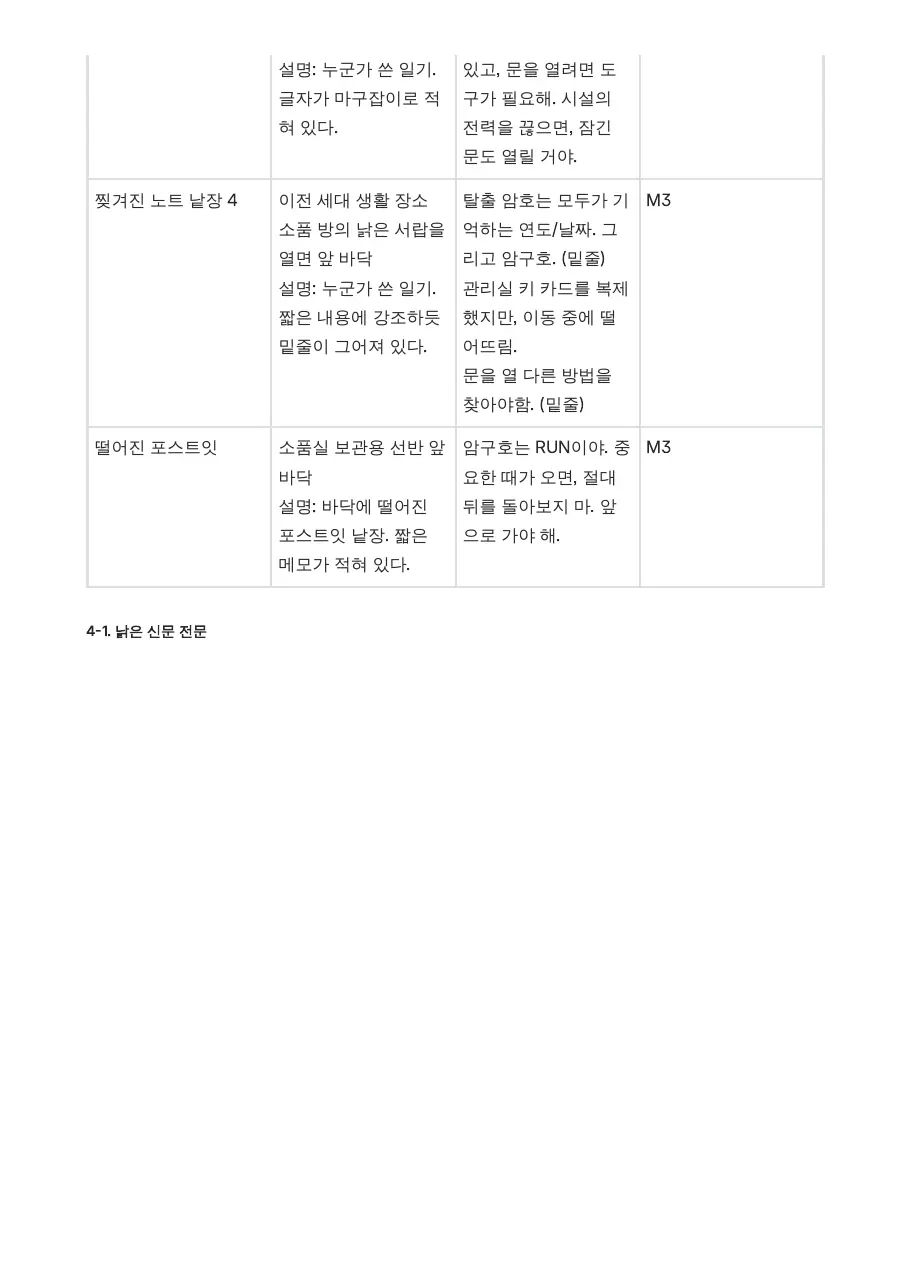 설명: 누군가 쓴 일기.
글자가 마구잡이로 적
혀 있다.
있고, 문을 열려면 도
구가 필요해. 시설의
전력을 끊으면, 잠긴
문도 열릴 거야.
찢겨진 노트 낱장 4
이전 세대 생활 장소
소품 방의 낡은 서랍을
열면 앞 바닥
설명: 누군가 쓴 일기.
짧은 내용에 강조하듯
밑줄이 그어져 있다.
탈출 암호는 모두가 기
억하는 연도/날짜. 그
리고 암구호. (밑줄)
관리실 키 카드를 복제
했지만, 이동 중에 떨
어뜨림.
문을 열 다른 방법을
찾아야함. (밑줄)
M3
떨어진 포스트잇
소품실 보관용 선반 앞
바닥
설명: 바닥에 떨어진
포스트잇 낱장. 짧은
메모가 적혀 있다.
암구호는 RUN이야. 중
요한 때가 오면, 절대
뒤를 돌아보지 마. 앞
으로 가야 해.
M3
4-1. 낡은 신문 전문